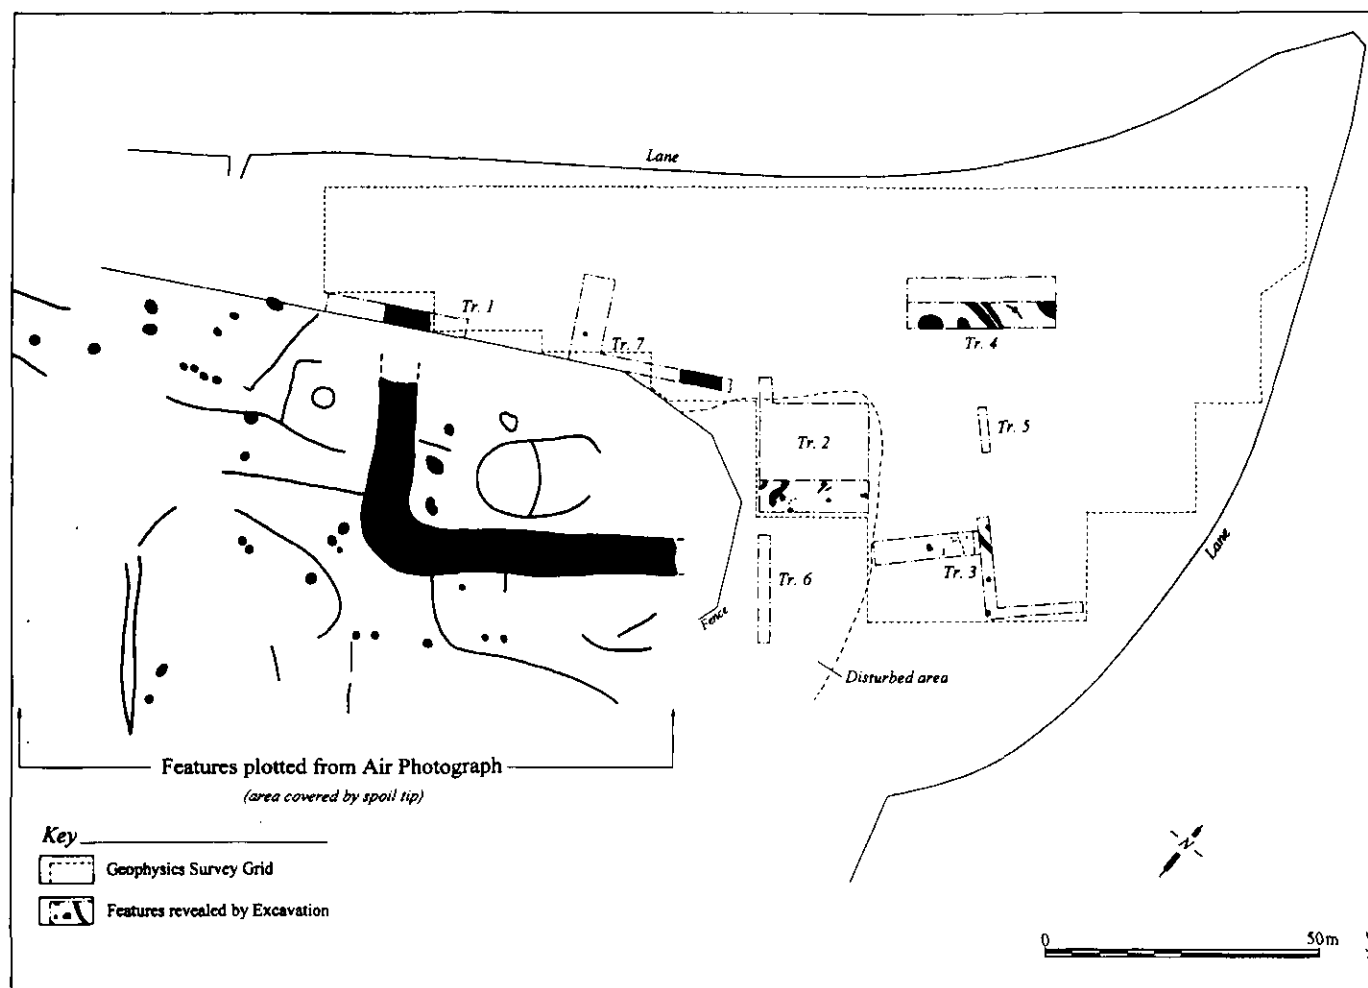 Lane
Tr. 1
Tr. 7
Tr. 4
Tr. 2
Tr. 5
Tr. 6
Tr. 3
Lane
Fence
Disturbed area
Features plotted from Air Photograph
(area covered by spoil tip)
Key
Geophysics Survey Grid
Features revealed by Excavation
N
0 50m